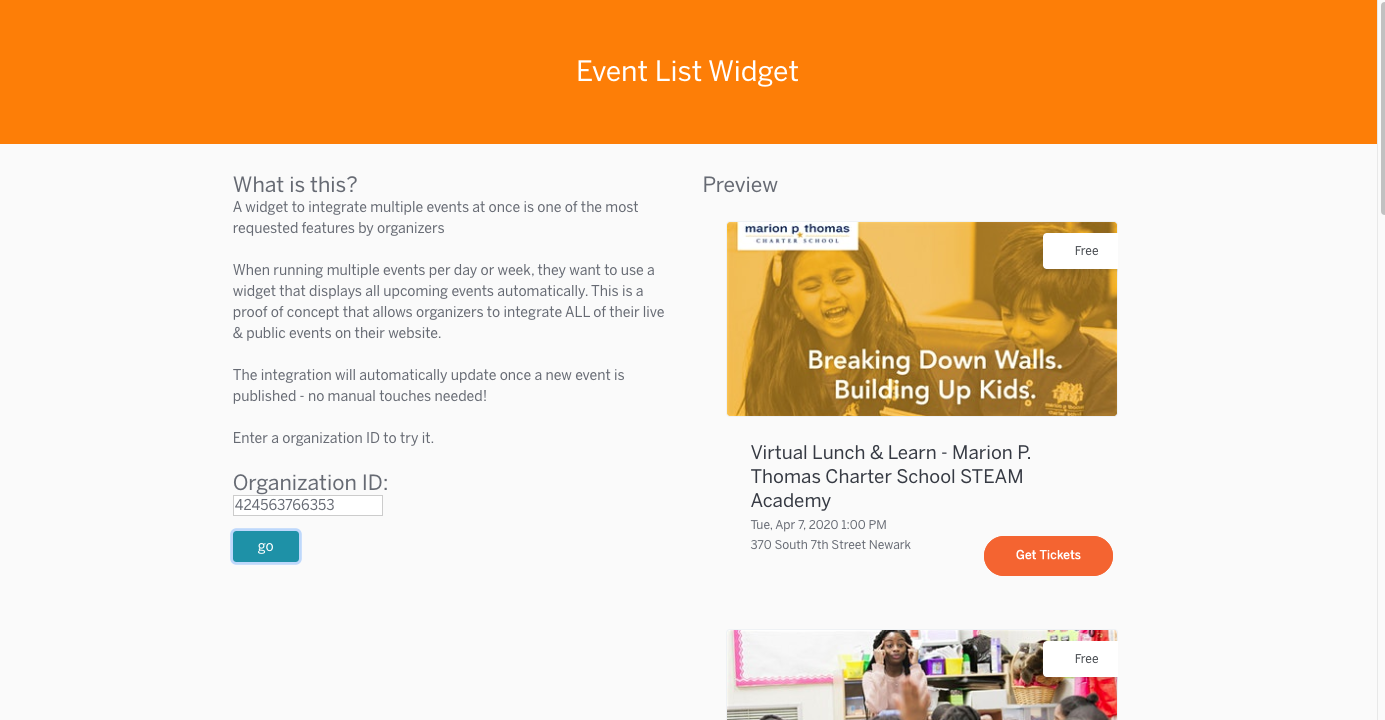 Event List Widget
What is this?
A widget to integrate multiple events at once is one of the most
requested features by organizers
When running multiple events per day or week, they want to use a
widget that displays all upcoming events automatically. This is a
proof of concept that allows organizers to integrate ALL of their live
& public events on their website.
The integration will automatically update once a new event is
published - no manual touches needed!
Enter a organization ID to try it.
Organization ID:
424563766353
go
Preview
marion p. thomas
CHARTER SCHOOL
Free
Breaking Down Walls.
Building Up Kids.
Virtual Lunch & Learn - Marion P.
Thomas Charter School STEAM
Academy
Tue, Apr 7, 2020 1:00 PM
370 South 7th Street Newark
Get Tickets
Free